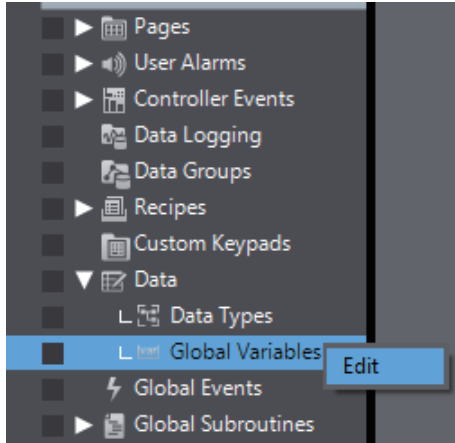 Pages
User Alarms
Controller Events
Data Logging
Data Groups
Recipes
Custom Keypads
Data
Data Types
Global Variables
Edit
Global Events
Global Subroutines